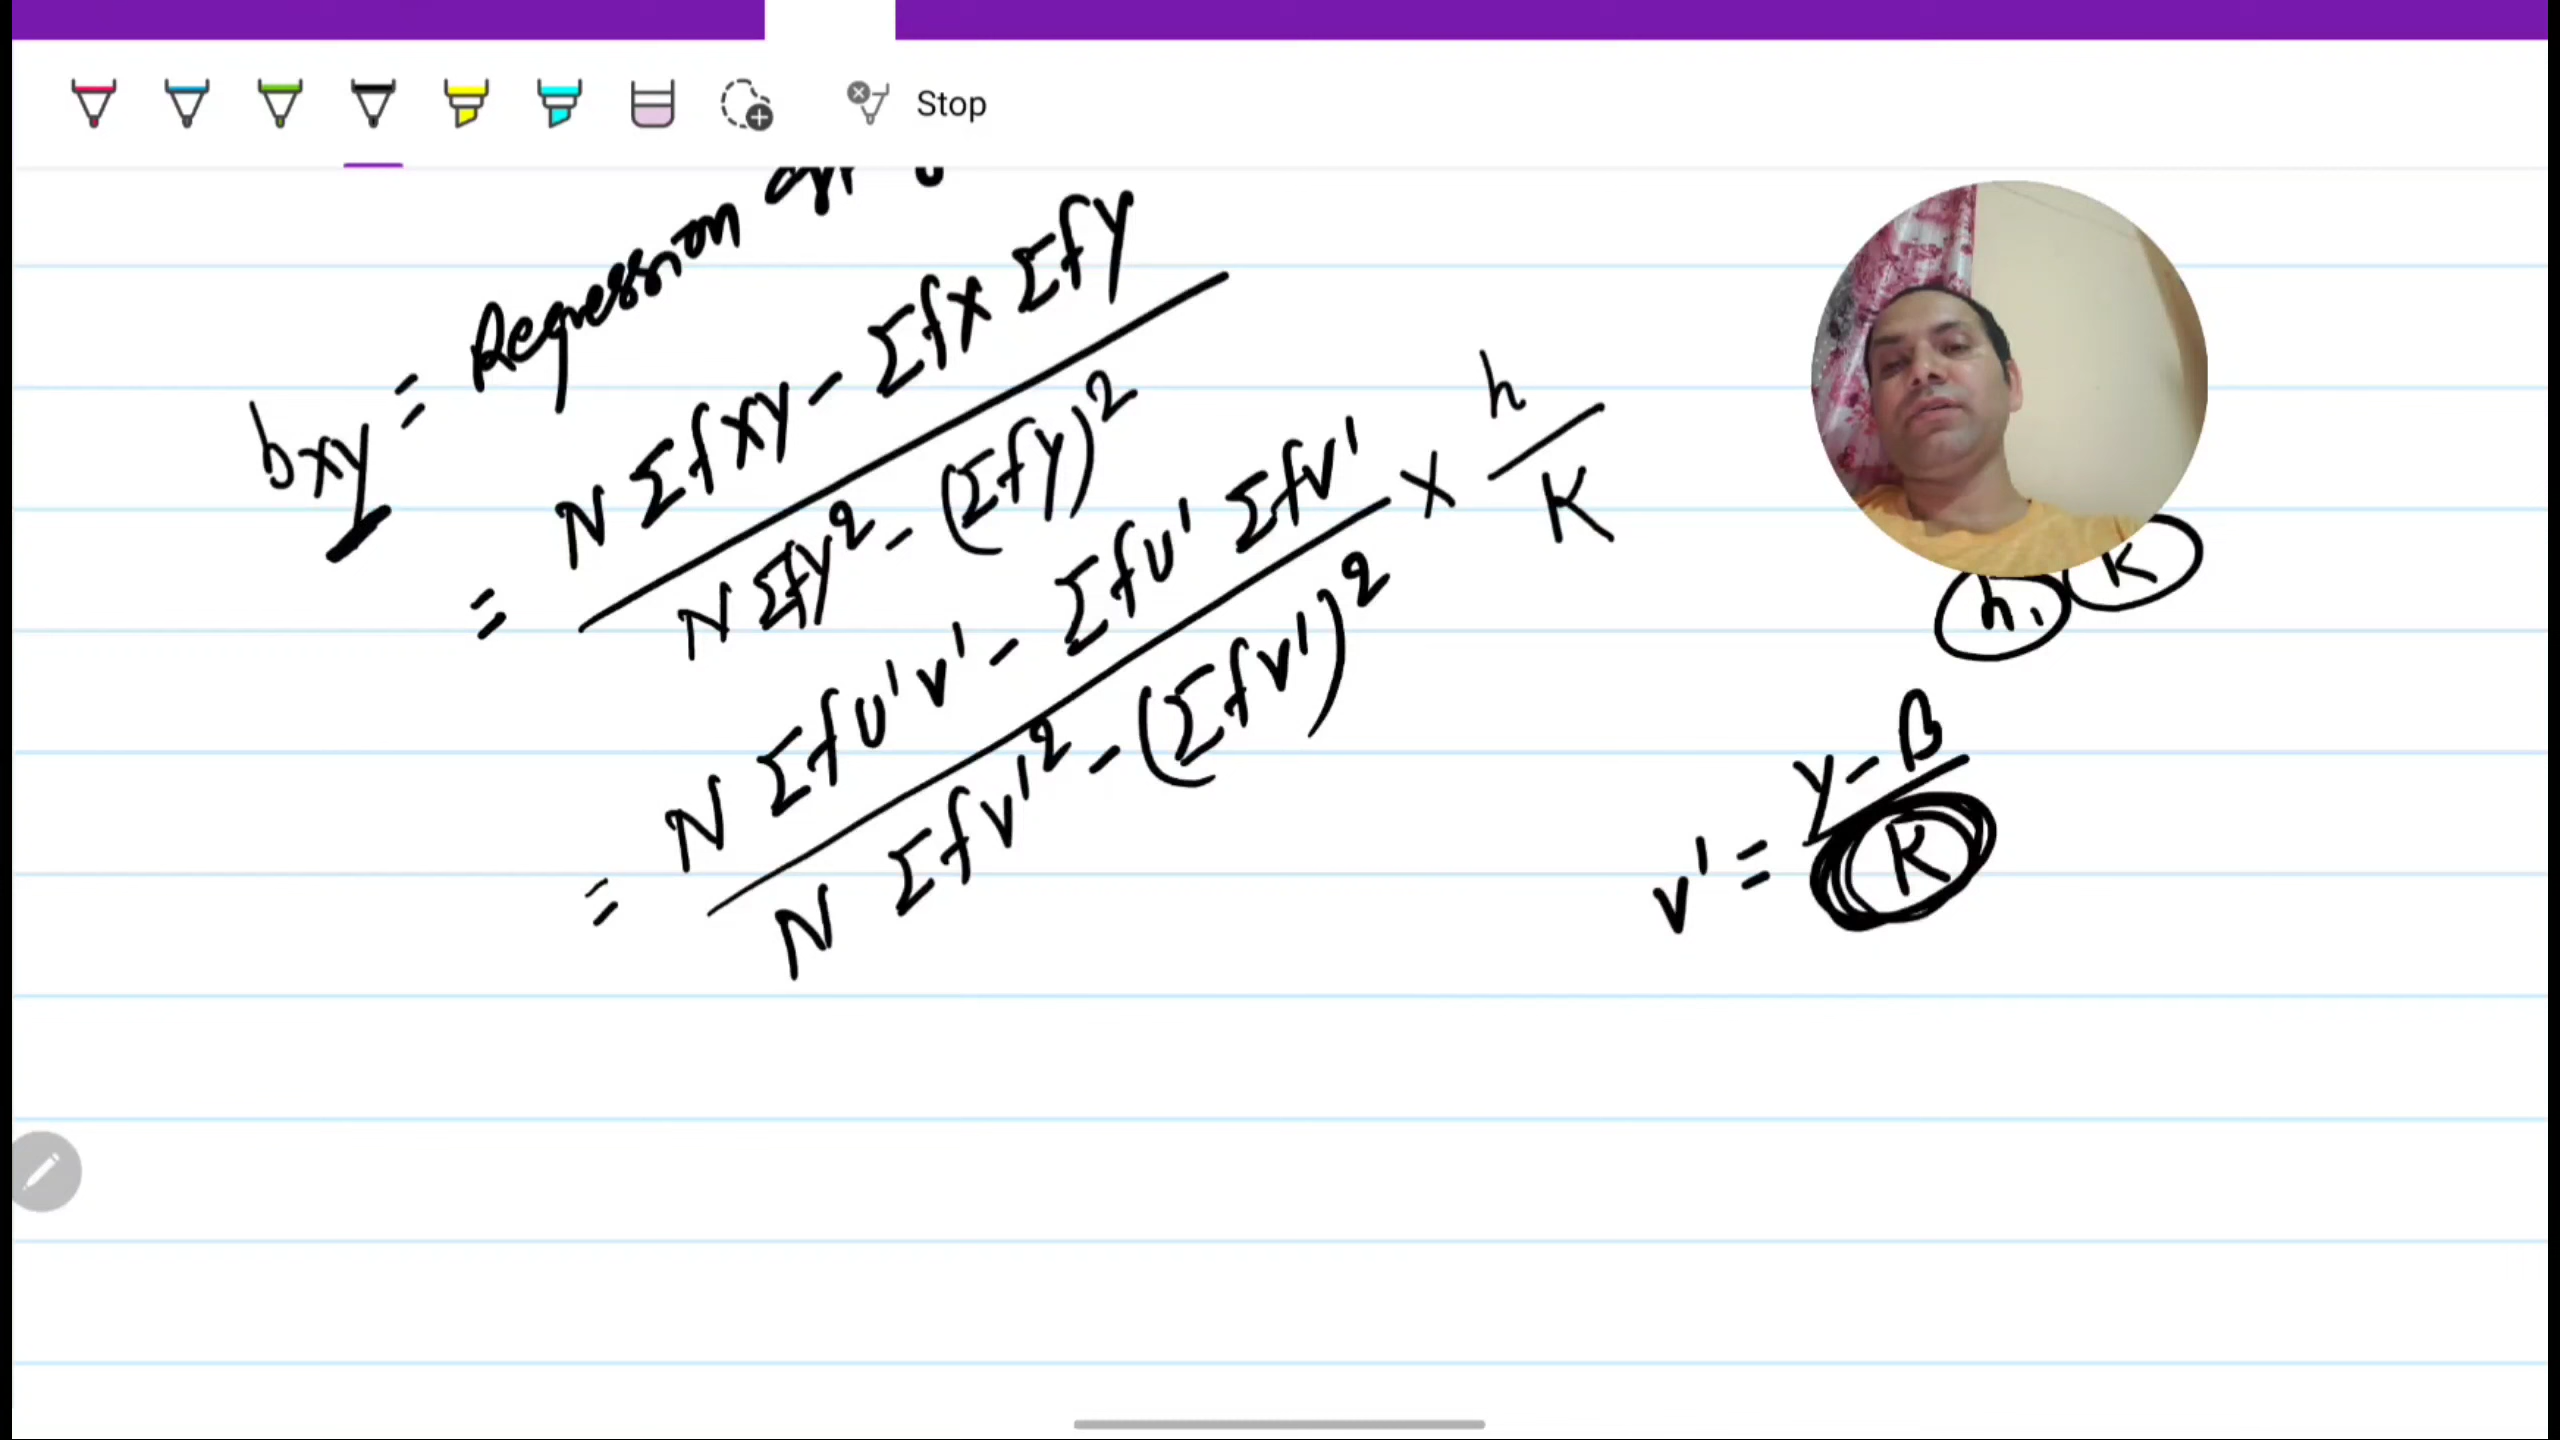 Stop
bxy = Regression
= N Σfxy - Σfx Σfy / N Σfy² - (Σfy)²
= N Σfu'v' - Σfu' Σfv' / N Σfv'² - (Σfv')² × h / K
h, K
v' = y - β / K